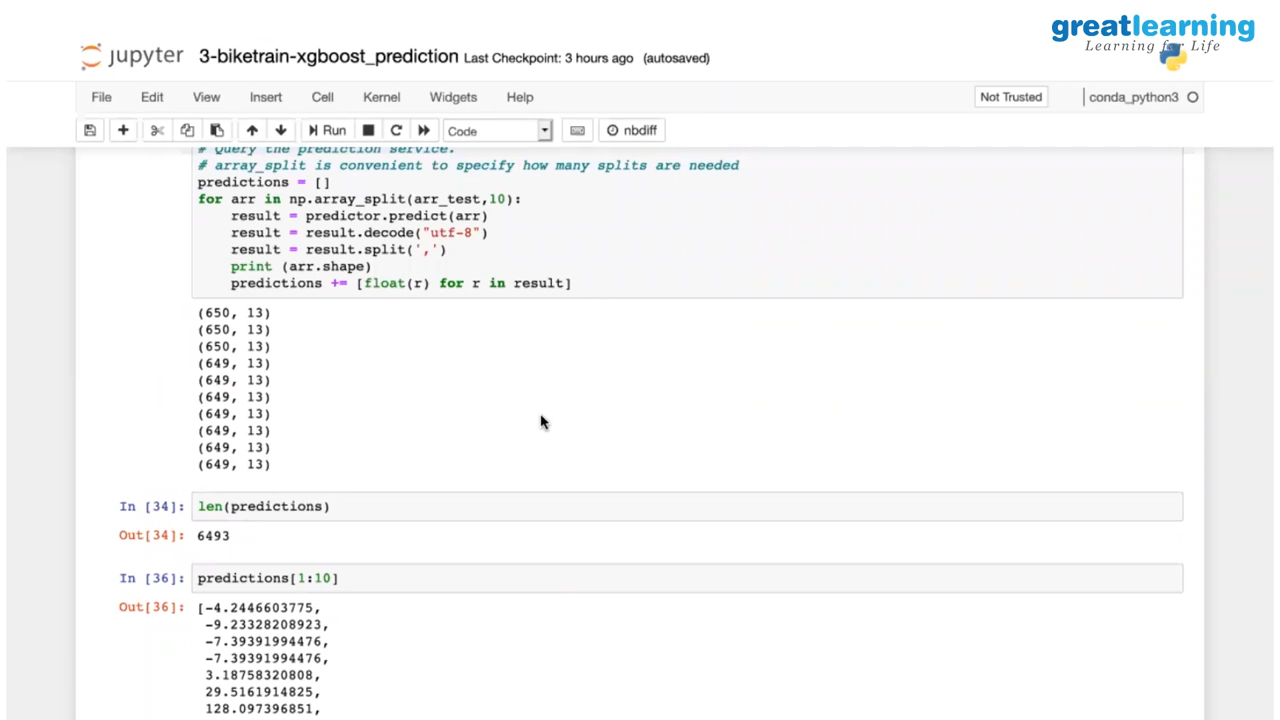 greatlearning
Learning for Life
jupyter 3-biketrain-xgboost_prediction Last Checkpoint: 3 hours ago (autosaved)
File Edit View Insert Cell Kernel Widgets Help Not Trusted conda_python3
Run Code nbdiff
# Query the prediction service.
# array_split is convenient to specify how many splits are needed
predictions = []
for arr in np.array_split(arr_test,10):
    result = predictor.predict(arr)
    result = result.decode("utf-8")
    result = result.split(',')
    print (arr.shape)
    predictions += [float(r) for r in result]
(650, 13)
(650, 13)
(650, 13)
(649, 13)
(649, 13)
(649, 13)
(649, 13)
(649, 13)
(649, 13)
(649, 13)
In [34]: len(predictions)
Out[34]: 6493
In [36]: predictions[1:10]
Out[36]: [-4.2446603775,
-9.23328208923,
-7.39391994476,
-7.39391994476,
3.18758320808,
29.5161914825,
128.097396851,